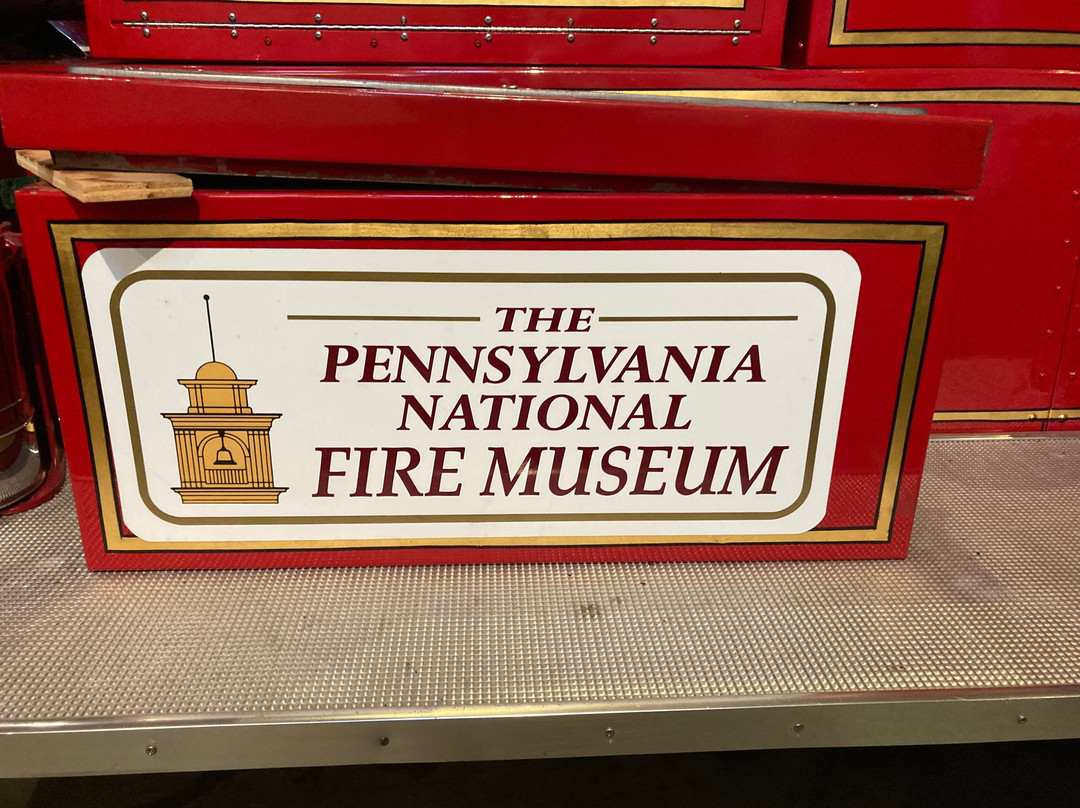 THE
PENNSYLVANIA
NATIONAL
FIRE MUSEUM